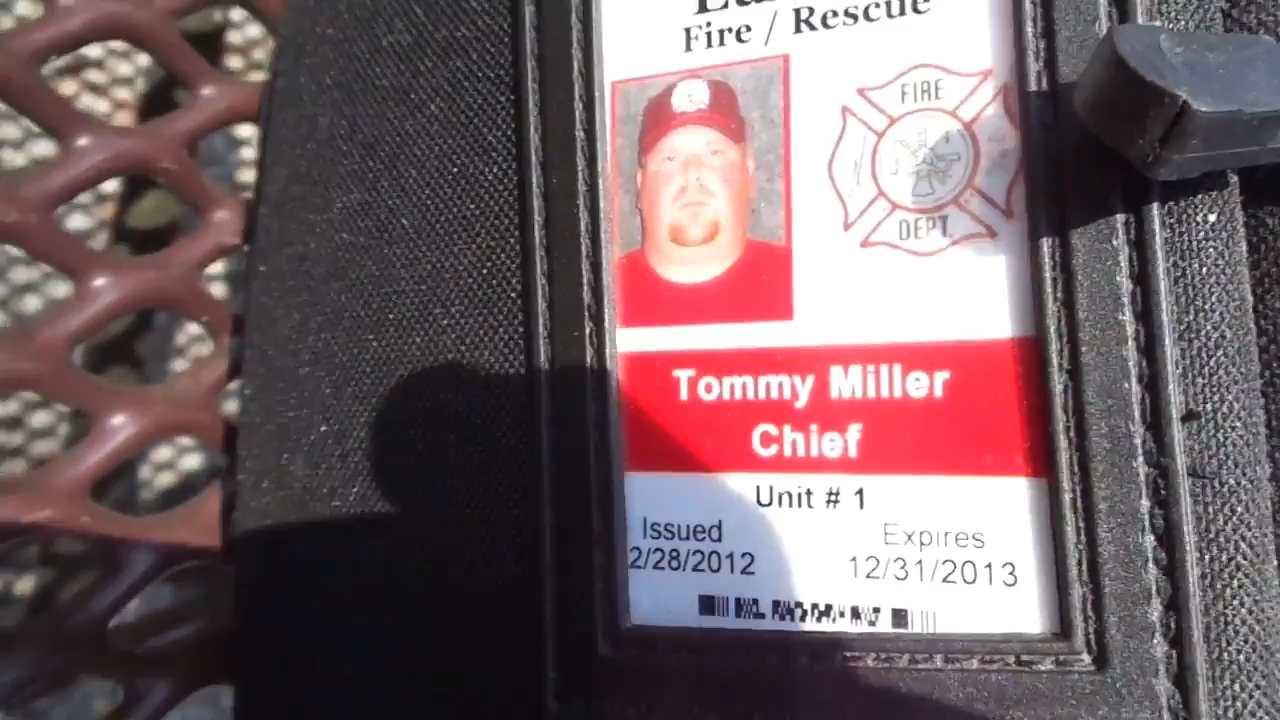 Fire / Rescue
FIRE
DEPT.
Tommy Miller
Chief
Unit # 1
Issued
Expires
2/28/2012
12/31/2013